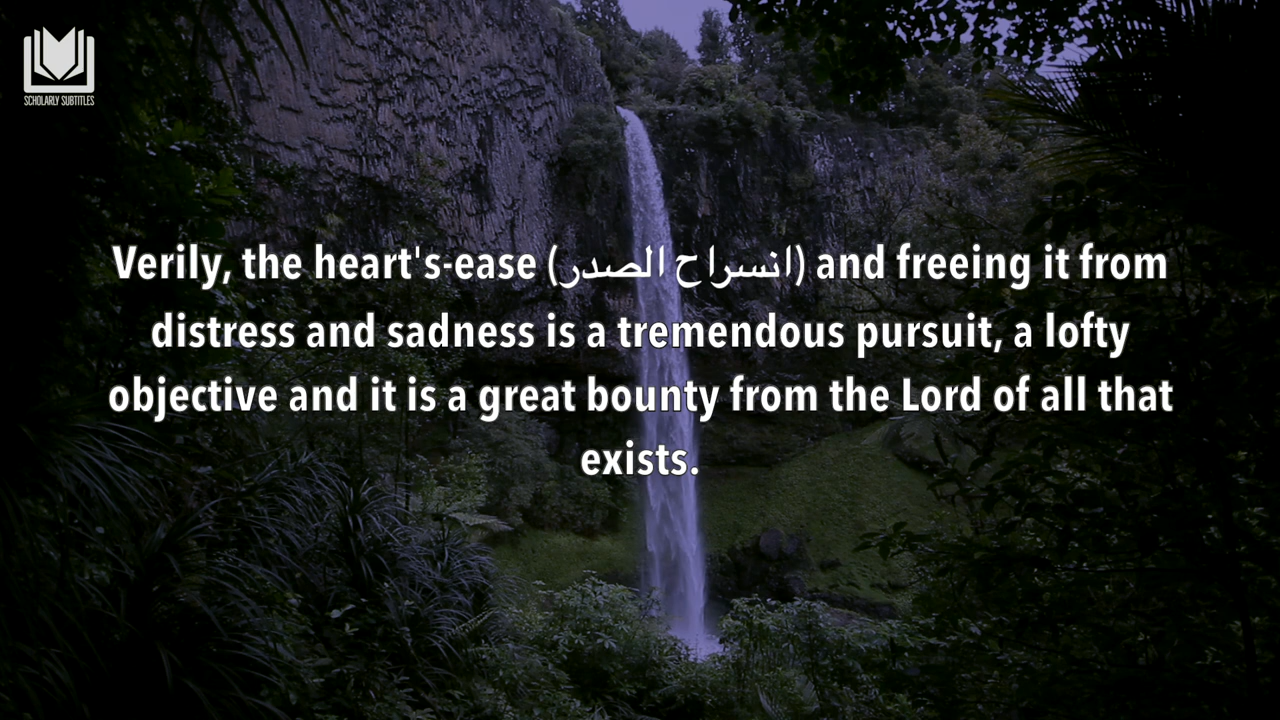 SCHOLARLY SUBTITLES
Verily, the heart's-ease (انسراح الصدر) and freeing it from
distress and sadness is a tremendous pursuit, a lofty
objective and it is a great bounty from the Lord of all that
exists.